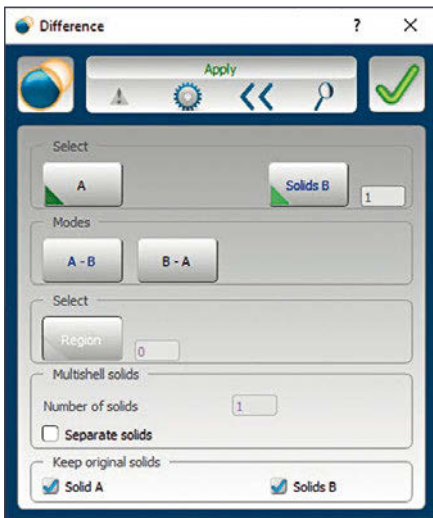 Difference ?
Apply
Select
A Solids B 1
Modes
A - B B - A
Select
Region 0
Multishell solids
Number of solids 1
Separate solids
Keep original solids
Solid A Solids B